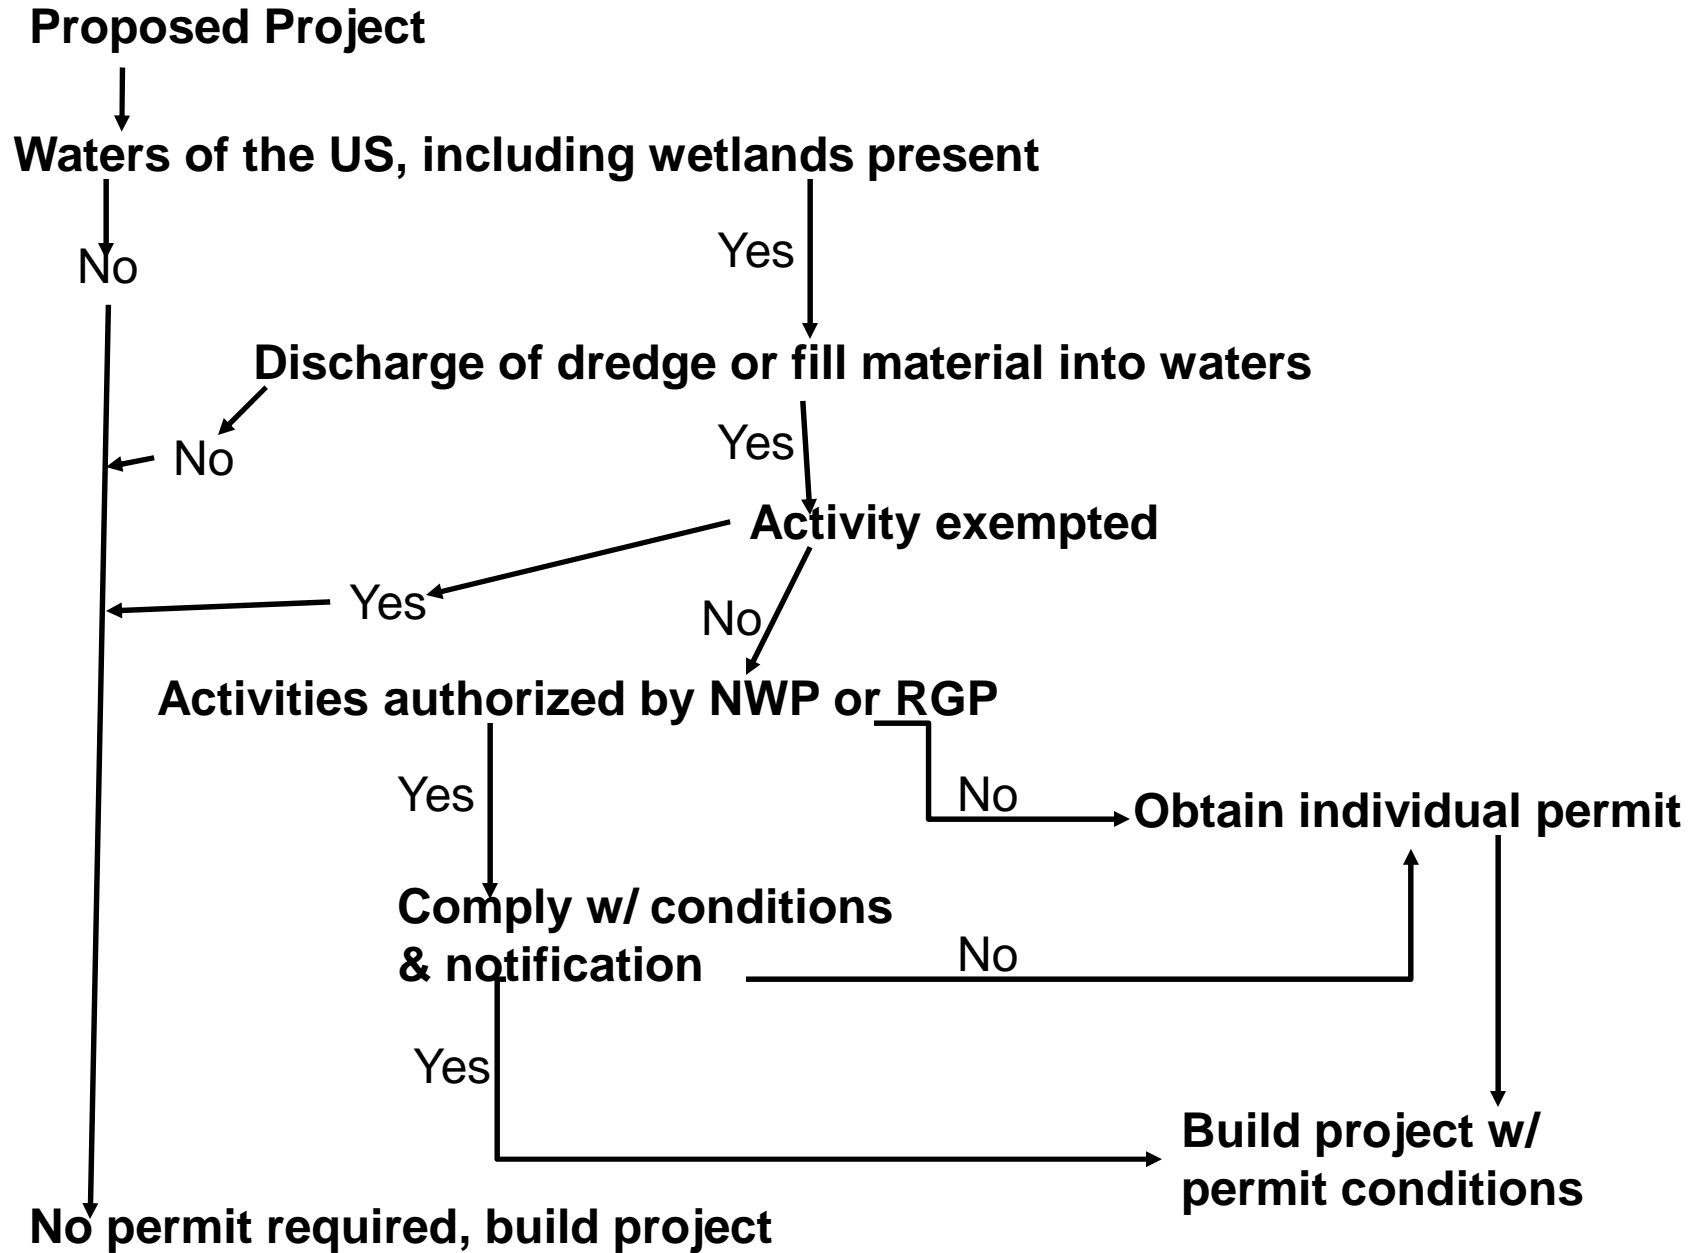 Proposed Project
Waters of the US, including wetlands present
Yes
No
Discharge of dredge or fill material into waters
Yes
No
Activity exempted
Yes
No
Activities authorized by NWP or RGP
Yes
No
Obtain individual permit
Comply w/ conditions
& notification
No
Yes
Build project w/
permit conditions
No permit required, build project